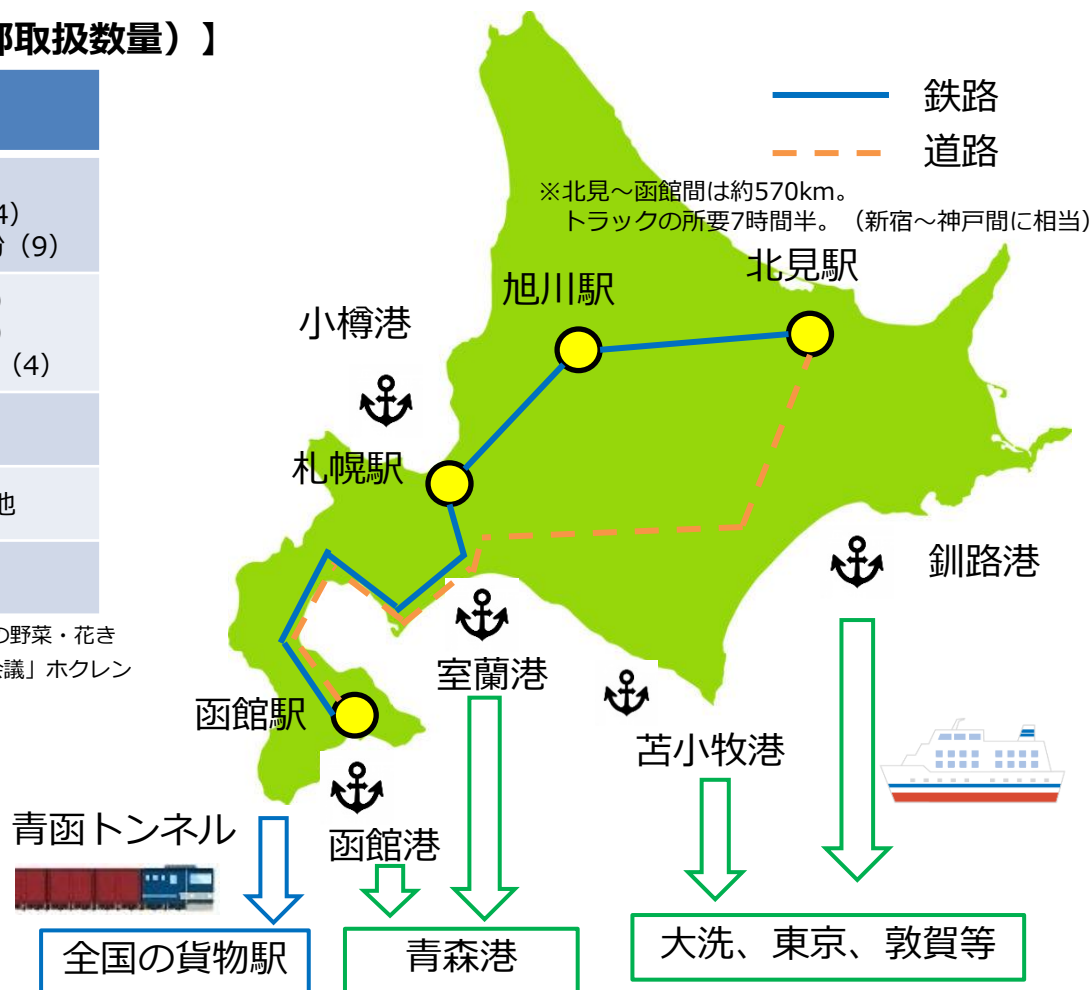 部取扱数量）】
4）
（9）
）
）
（4）
他
の野菜・花き
会議」ホクレン
鉄路
道路
※北見～函館間は約570km。
トラックの所要7時間半。（新宿～神戸間に相当）
北見駅
旭川駅
小樽港
札幌駅
釧路港
室蘭港
函館駅
苫小牧港
青函トンネル
函館港
全国の貨物駅
青森港
大洗、東京、敦賀等